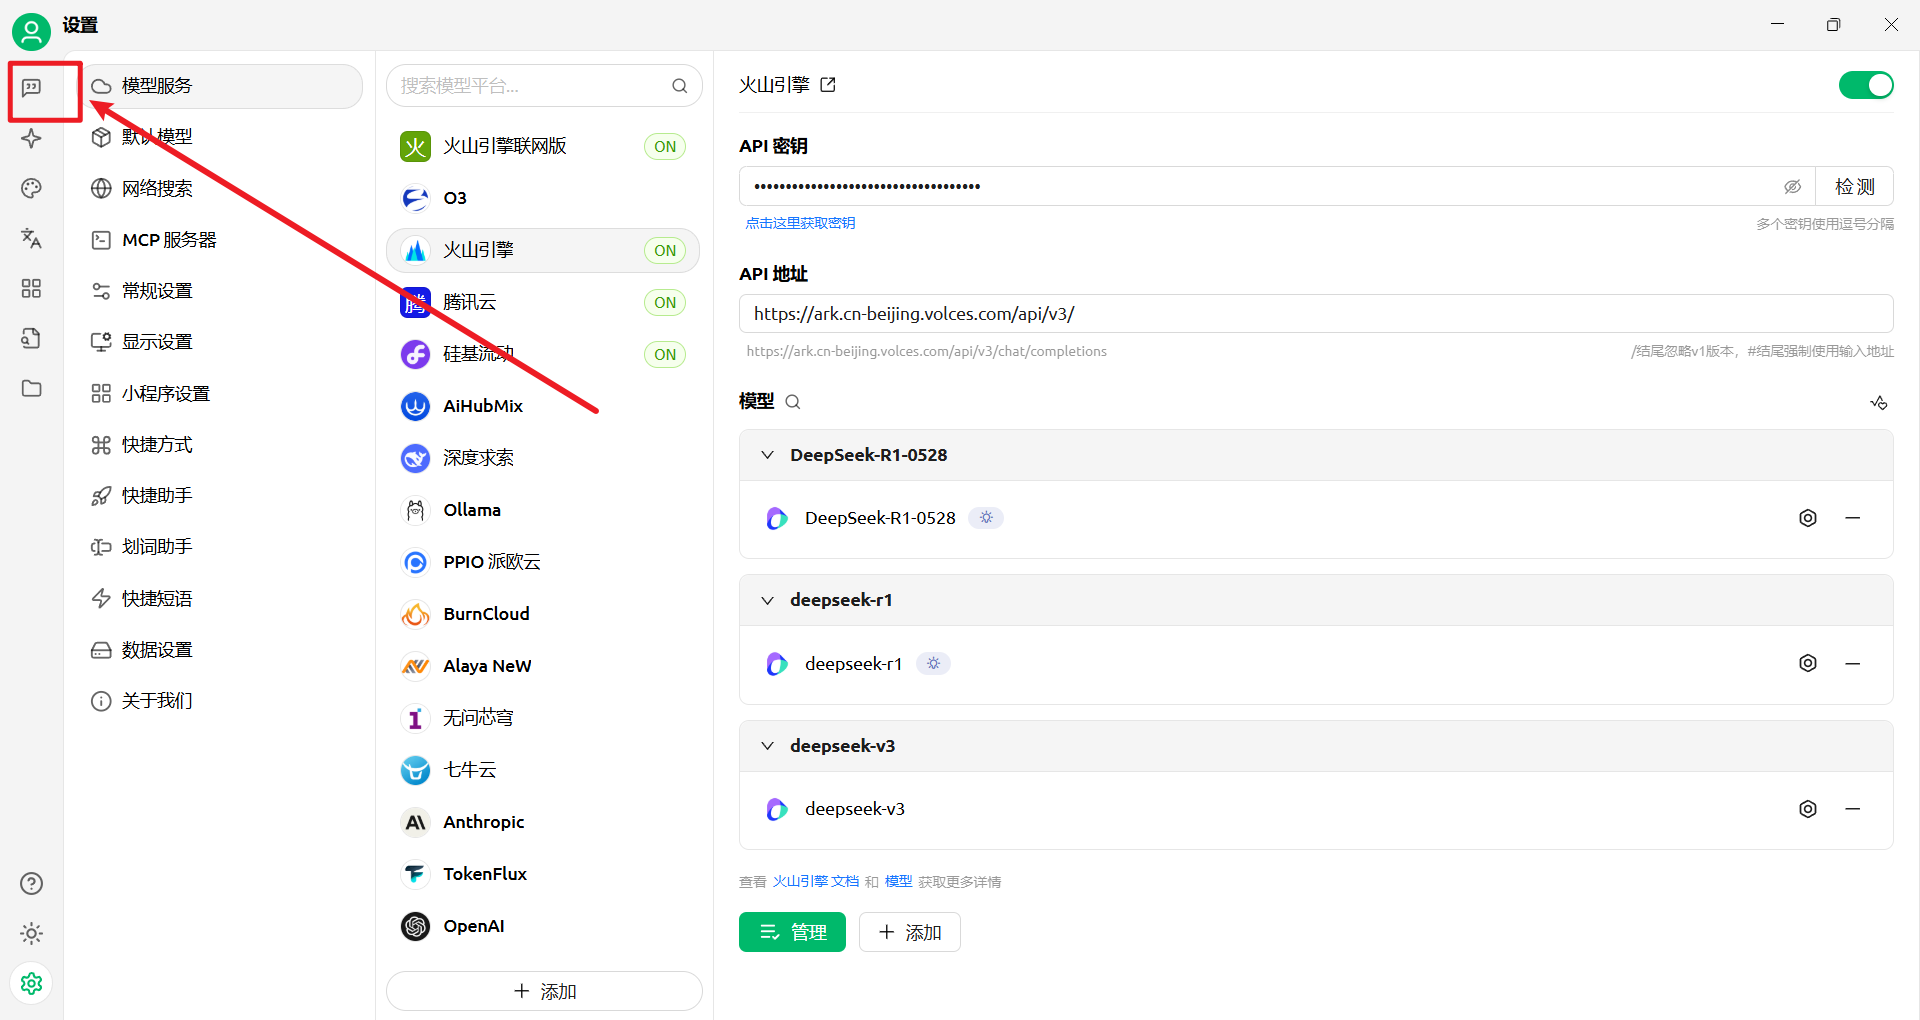 设置
模型服务
默认模型
网络搜索
MCP 服务器
常规设置
显示设置
小程序设置
快捷方式
快捷助手
划词助手
快捷短语
数据设置
关于我们
搜索模型平台...
火 火山引擎联网版 ON
O3
火山引擎 ON
腾 腾讯云 ON
硅基流动 ON
AiHubMix
深度求索
Ollama
PPIO 派欧云
BurnCloud
Alaya NeW
无问芯穹
七牛云
Anthropic
TokenFlux
OpenAI
添加
火山引擎
API 密钥
••••••••••••••••••••••••••••••••••••
检测
点击这里获取密钥
多个密钥使用逗号分隔
API 地址
https://ark.cn-beijing.volces.com/api/v3/
https://ark.cn-beijing.volces.com/api/v3/chat/completions
/结尾忽略v1版本，#结尾强制使用输入地址
模型
DeepSeek-R1-0528
DeepSeek-R1-0528
deepseek-r1
deepseek-r1
deepseek-v3
deepseek-v3
查看 火山引擎 文档 和 模型 获取更多详情
管理
添加